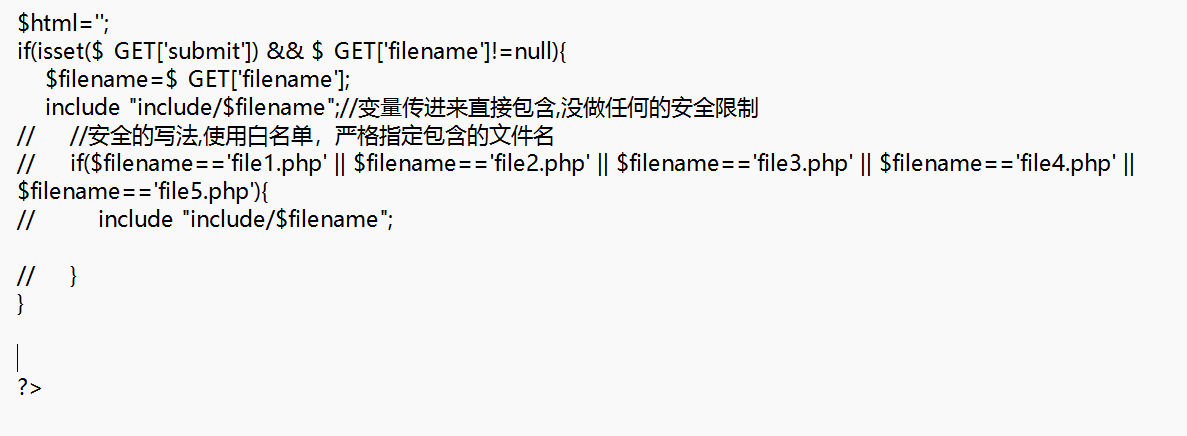 $html='';
if(isset($ GET['submit']) && $ GET['filename']!=null){
$filename=$ GET['filename'];
include "include/$filename";//变量传进来直接包含,没做任何的安全限制
// //安全的写法,使用白名单，严格指定包含的文件名
// if($filename=='file1.php' || $filename=='file2.php' || $filename=='file3.php' || $filename=='file4.php' ||
$filename=='file5.php'){
// include "include/$filename";
// }
}
?>